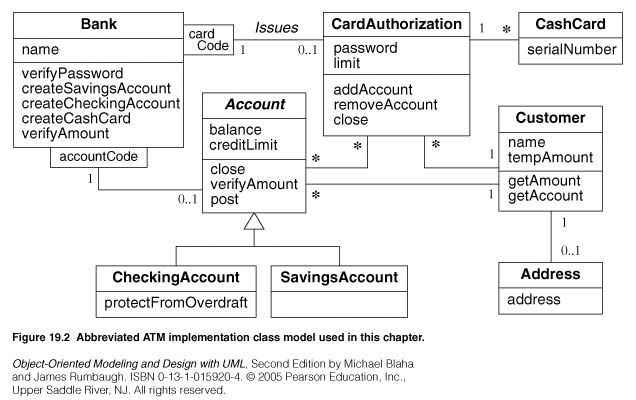 Bank
name
verifyPassword
createSavingsAccount
createCheckingAccount
createCashCard
verifyAmount
accountCode
card
Code
Issues
1
0..1
CardAuthorization
password
limit
addAccount
removeAccount
close
1
*
CashCard
serialNumber
Account
balance
creditLimit
close
verifyAmount
post
1
0..1
*
*
*
1
*
1
Customer
name
tempAmount
getAmount
getAccount
1
0..1
Address
address
CheckingAccount
protectFromOverdraft
SavingsAccount
Figure 19.2 Abbreviated ATM implementation class model used in this chapter.
Object-Oriented Modeling and Design with UML, Second Edition by Michael Blaha
and James Rumbaugh. ISBN 0-13-1-015920-4. © 2005 Pearson Education, Inc.,
Upper Saddle River, NJ. All rights reserved.